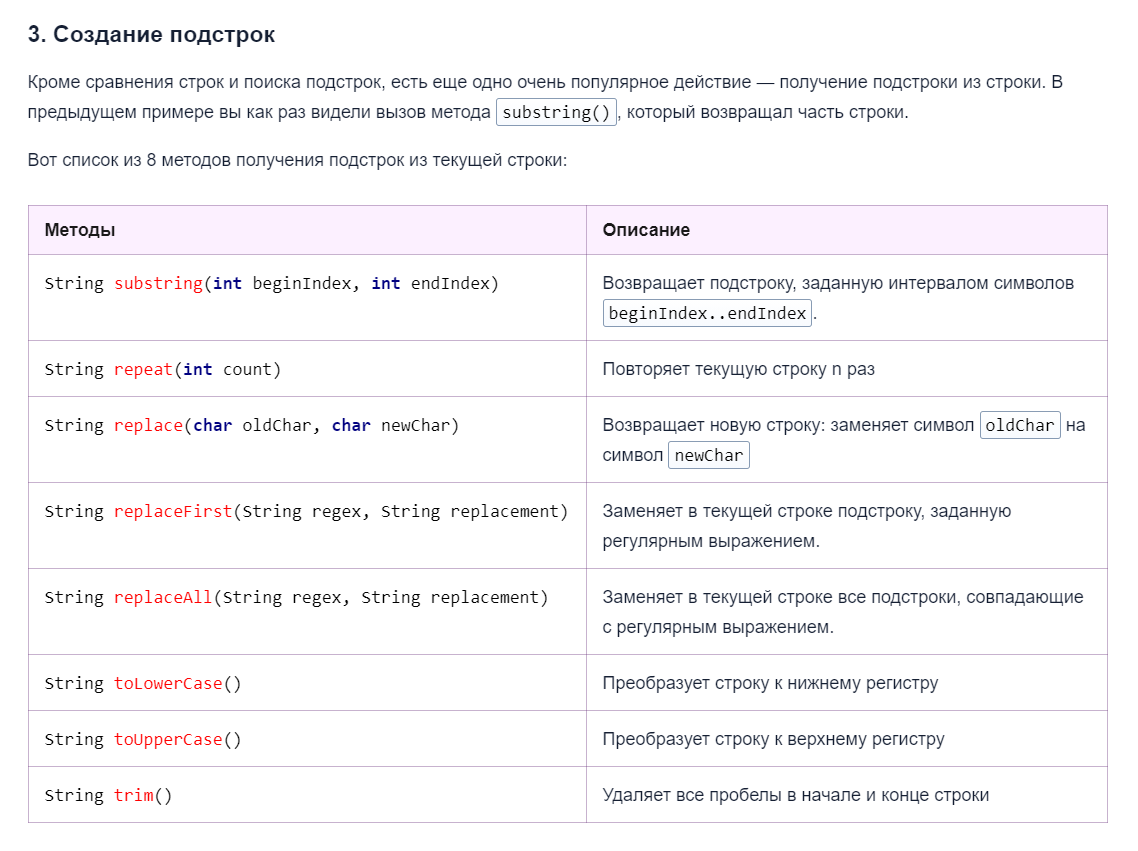 3. Создание подстрок
Кроме сравнения строк и поиска подстрок, есть еще одно очень популярное действие — получение подстроки из строки. В
предыдущем примере вы как раз видели вызов метода substring(), который возвращал часть строки.
Вот список из 8 методов получения подстрок из текущей строки:
Методы Описание
String substring(int beginIndex, int endIndex) Возвращает подстроку, заданную интервалом символов
beginIndex..endIndex.
String repeat(int count) Повторяет текущую строку n раз
String replace(char oldChar, char newChar) Возвращает новую строку: заменяет символ oldChar на
символ newChar
String replaceFirst(String regex, String replacement) Заменяет в текущей строке подстроку, заданную
регулярным выражением.
String replaceAll(String regex, String replacement) Заменяет в текущей строке все подстроки, совпадающие
с регулярным выражением.
String toLowerCase() Преобразует строку к нижнему регистру
String toUpperCase() Преобразует строку к верхнему регистру
String trim() Удаляет все пробелы в начале и конце строки